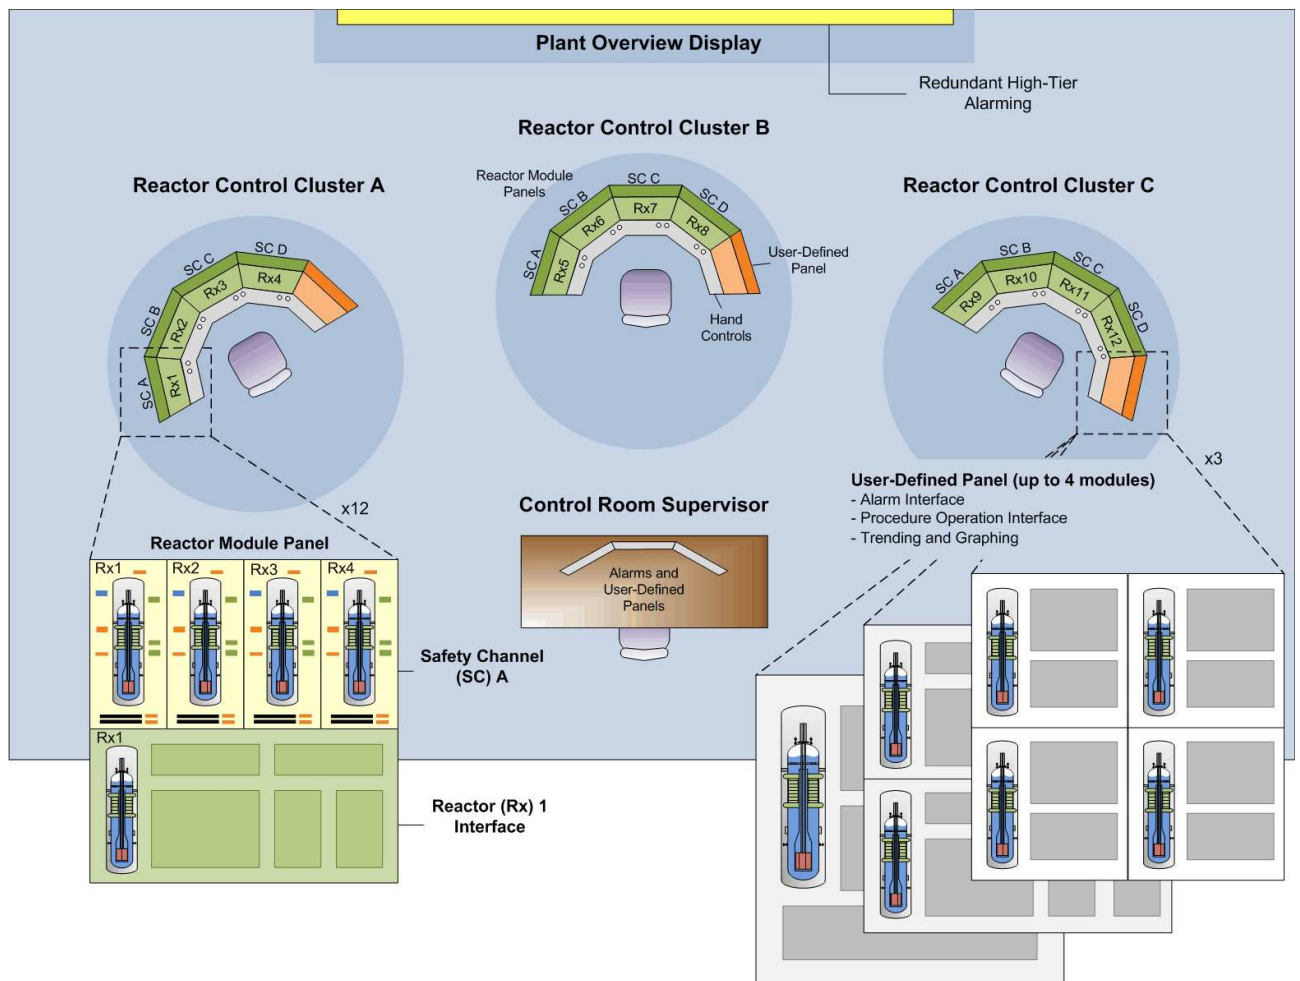 Plant Overview Display
Redundant High-Tier
Alarming
Reactor Control Cluster B
Reactor Module
Panels
SC A
SC B
SC C
SC D
Rx5
Rx6
Rx7
Rx8
User-Defined
Panel
Hand
Controls
Reactor Control Cluster A
SC A
SC B
SC C
SC D
Rx1
Rx2
Rx3
Rx4
Reactor Control Cluster C
SC A
SC B
SC C
SC D
Rx9
Rx10
Rx11
Rx12
x12
x3
Control Room Supervisor
Alarms and
User-Defined
Panels
User-Defined Panel (up to 4 modules)
- Alarm Interface
- Procedure Operation Interface
- Trending and Graphing
Reactor Module Panel
Rx1
Rx2
Rx3
Rx4
Safety Channel
(SC) A
Rx1
Reactor (Rx) 1
Interface